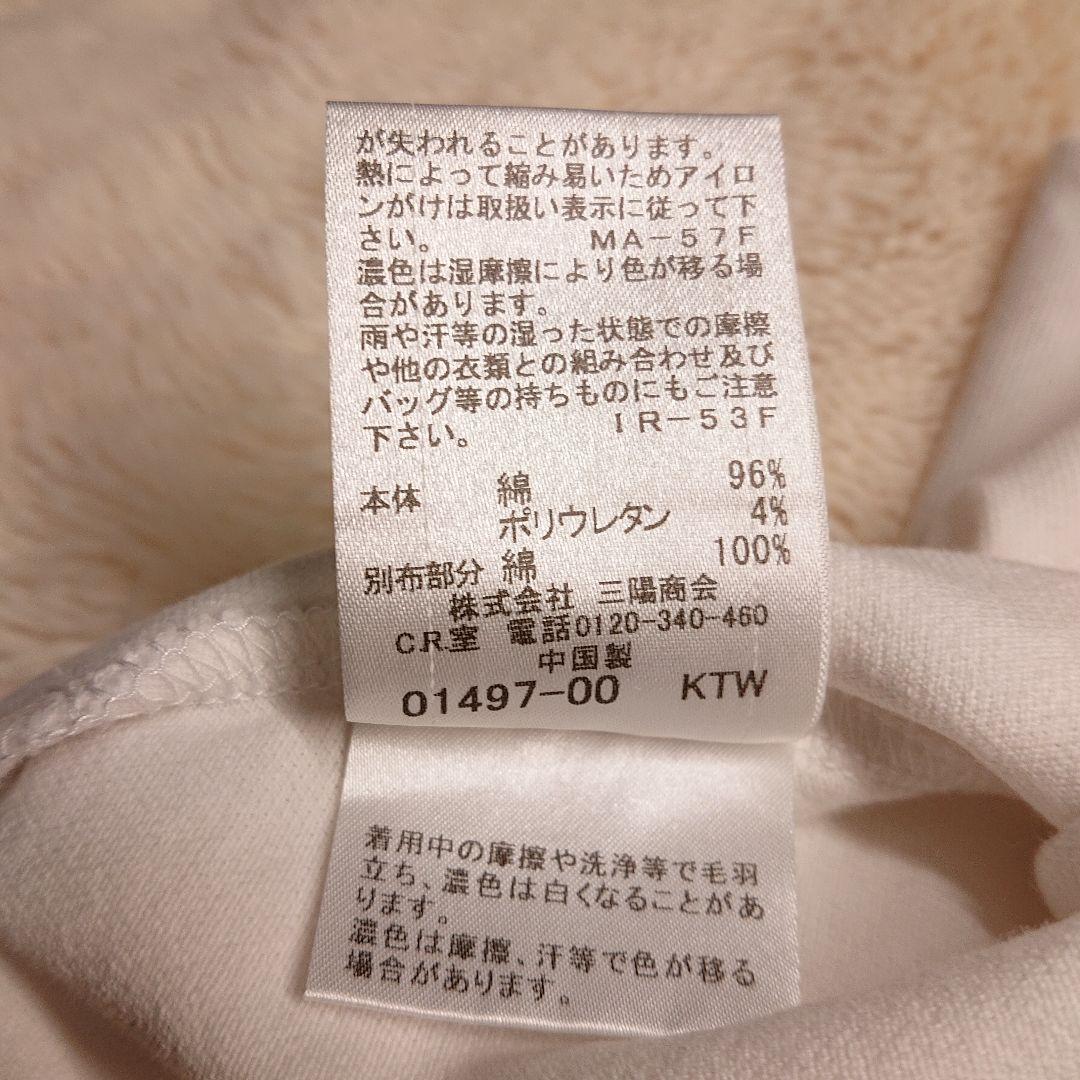 が失われることがあります。
熱によって縮み易いためアイロ
ンがけは取扱い表示に従って下
さい。 MA-57F
濃色は湿摩擦により色が移る場
合があります。
雨や汗等の湿った状態での摩擦
や他の衣類との組み合わせ及び
バッグ等の持ちものにもご注意
下さい。 IR-53F
本体 綿 96%
ポリウレタン 4%
別布部分 綿 100%
株式会社 三陽商会
C.R.室 電話0120-340-460
中国製
01497-00 KTW
着用中の摩擦や洗浄等で毛羽
立ち、濃色は白くなることがあ
ります。
濃色は摩擦、汗等で色が移る
場合があります。